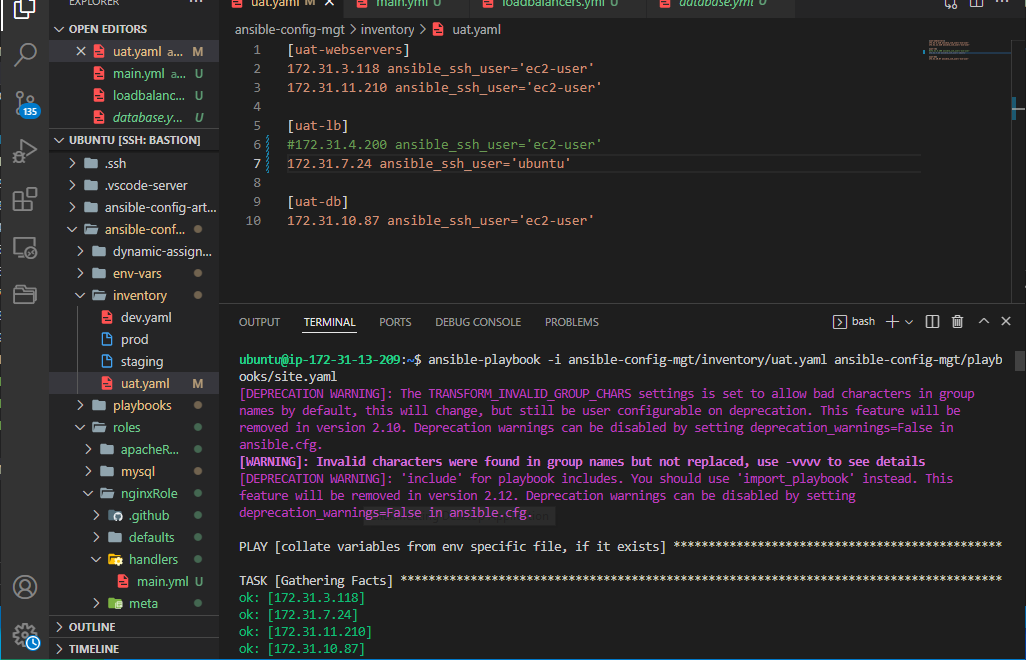 EXPLORER
uat.yaml M
main.yml U
loadbalancers.yml U
database.yml U
OPEN EDITORS
uat.yaml a... M
main.yml a... U
loadbalanc... U
database.y... U
135
UBUNTU [SSH: BASTION]
.ssh
.vscode-server
ansible-config-art...
ansible-conf...
dynamic-assign...
env-vars
inventory
dev.yaml
prod
staging
uat.yaml M
playbooks
roles
apacheR...
mysql
nginxRole
.github
defaults
handlers
main.yml U
meta
OUTLINE
TIMELINE
ansible-config-mgt > inventory > uat.yaml
1 [uat-webservers]
2 172.31.3.118 ansible_ssh_user='ec2-user'
3 172.31.11.210 ansible_ssh_user='ec2-user'
4
5 [uat-lb]
6 #172.31.4.200 ansible_ssh_user='ec2-user'
7 172.31.7.24 ansible_ssh_user='ubuntu'
8
9 [uat-db]
10 172.31.10.87 ansible_ssh_user='ec2-user'
OUTPUT TERMINAL PORTS DEBUG CONSOLE PROBLEMS
bash
ubuntu@ip-172-31-13-209:~$ ansible-playbook -i ansible-config-mgt/inventory/uat.yaml ansible-config-mgt/playb
ooks/site.yaml
[DEPRECATION WARNING]: The TRANSFORM_INVALID_GROUP_CHARS settings is set to allow bad characters in group
names by default, this will change, but still be user configurable on deprecation. This feature will be
removed in version 2.10. Deprecation warnings can be disabled by setting deprecation_warnings=False in
ansible.cfg.
[WARNING]: Invalid characters were found in group names but not replaced, use -vvvv to see details
[DEPRECATION WARNING]: 'include' for playbook includes. You should use 'import_playbook' instead. This
feature will be removed in version 2.12. Deprecation warnings can be disabled by setting
deprecation_warnings=False in ansible.cfg.
PLAY [collate variables from env specific file, if it exists] ***********************************************
TASK [Gathering Facts] **************************************************************************************
ok: [172.31.3.118]
ok: [172.31.7.24]
ok: [172.31.11.210]
ok: [172.31.10.87]